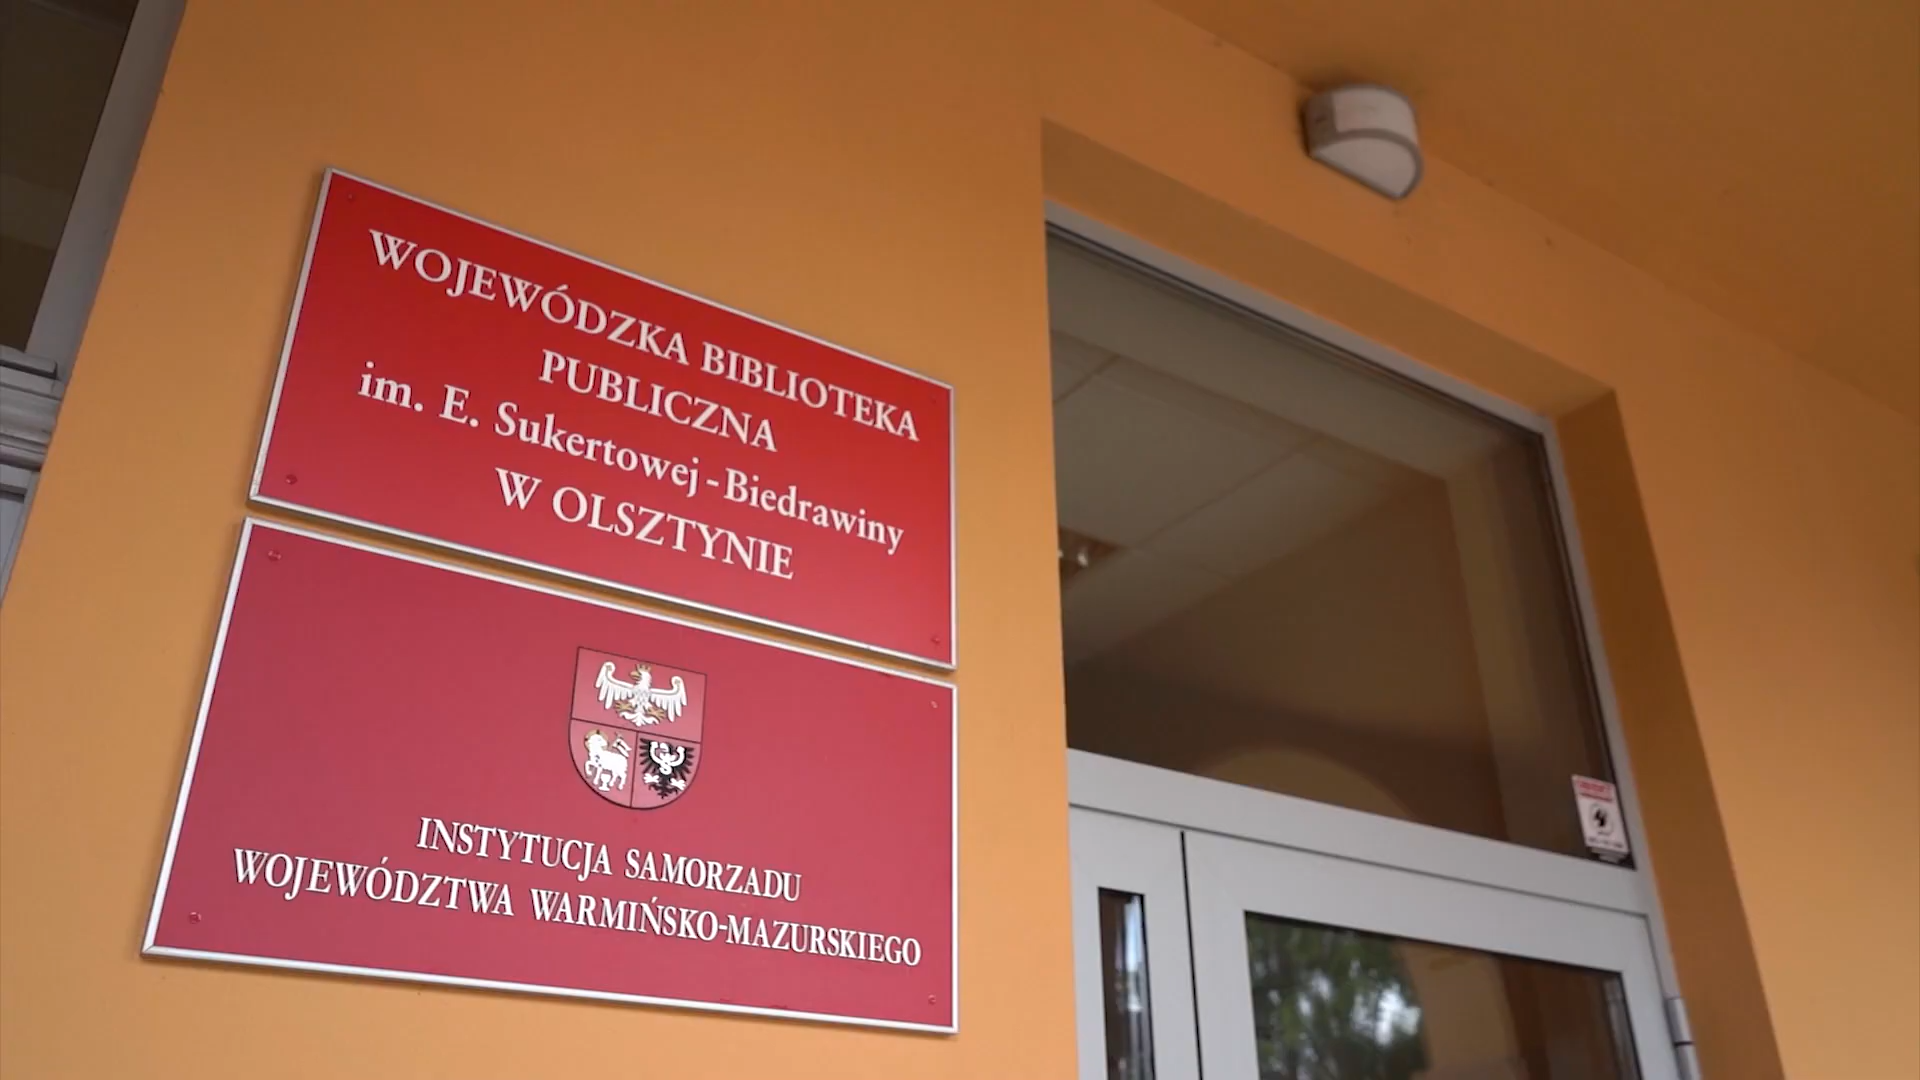 WOJEWÓDZKA BIBLIOTEKA
PUBLICZNA
im. E. Sukertowej-Biedrawiny
W OLSZTYNIE
INSTYTUCJA SAMORZADU
WOJEWÓDZTWA WARMIŃSKO-MAZURSKIEGO